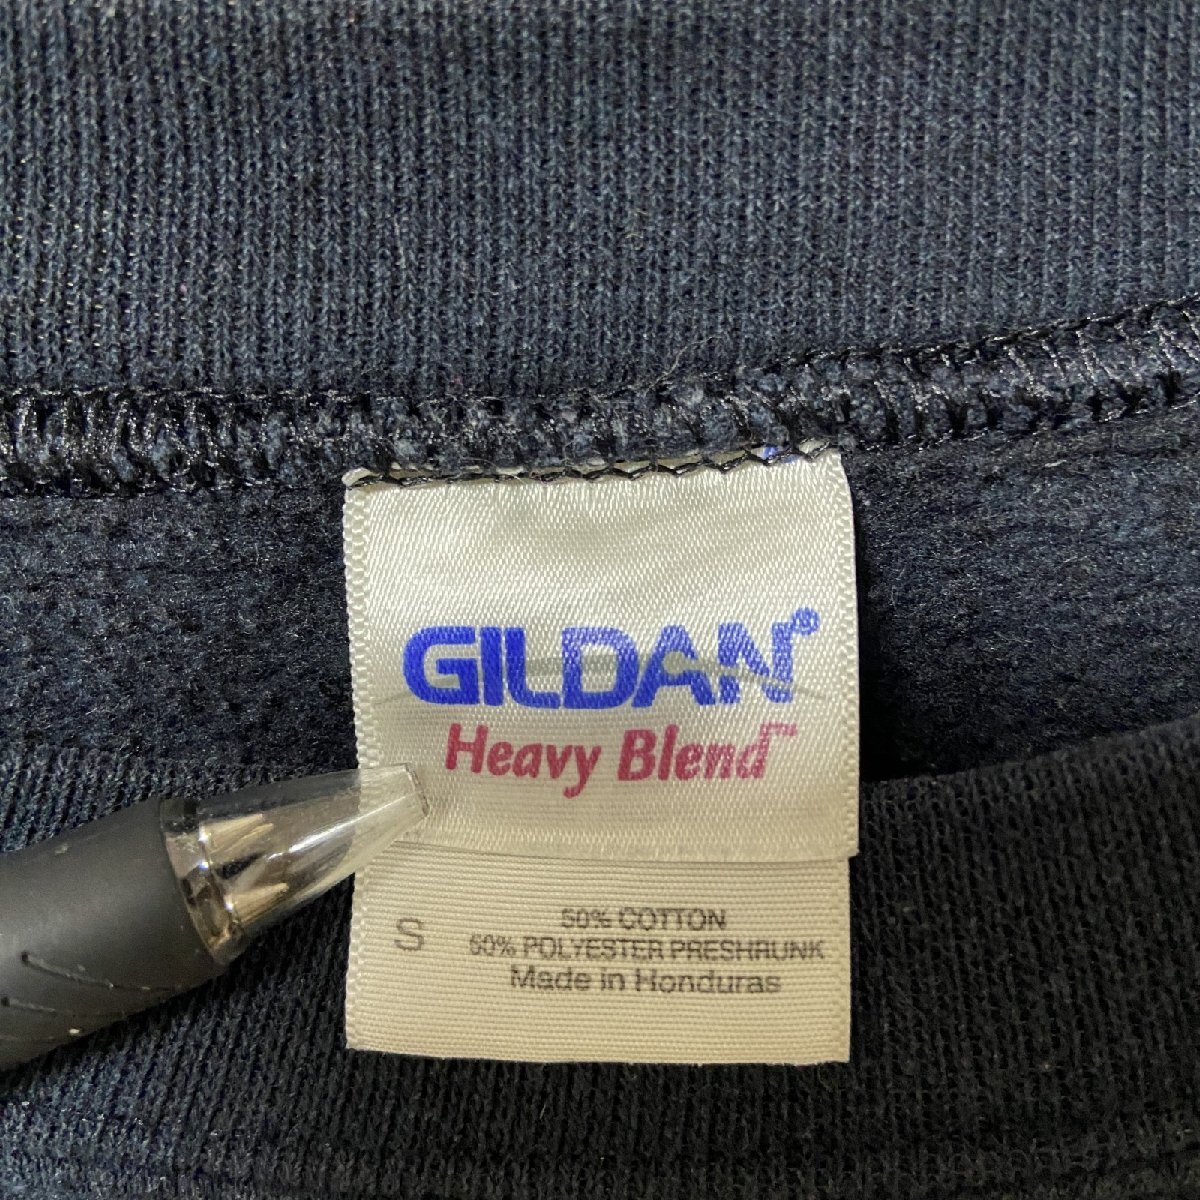 GILDAN®
Heavy Blend™
S
50% COTTON
50% POLYESTER PRESHRUNK
Made in Honduras